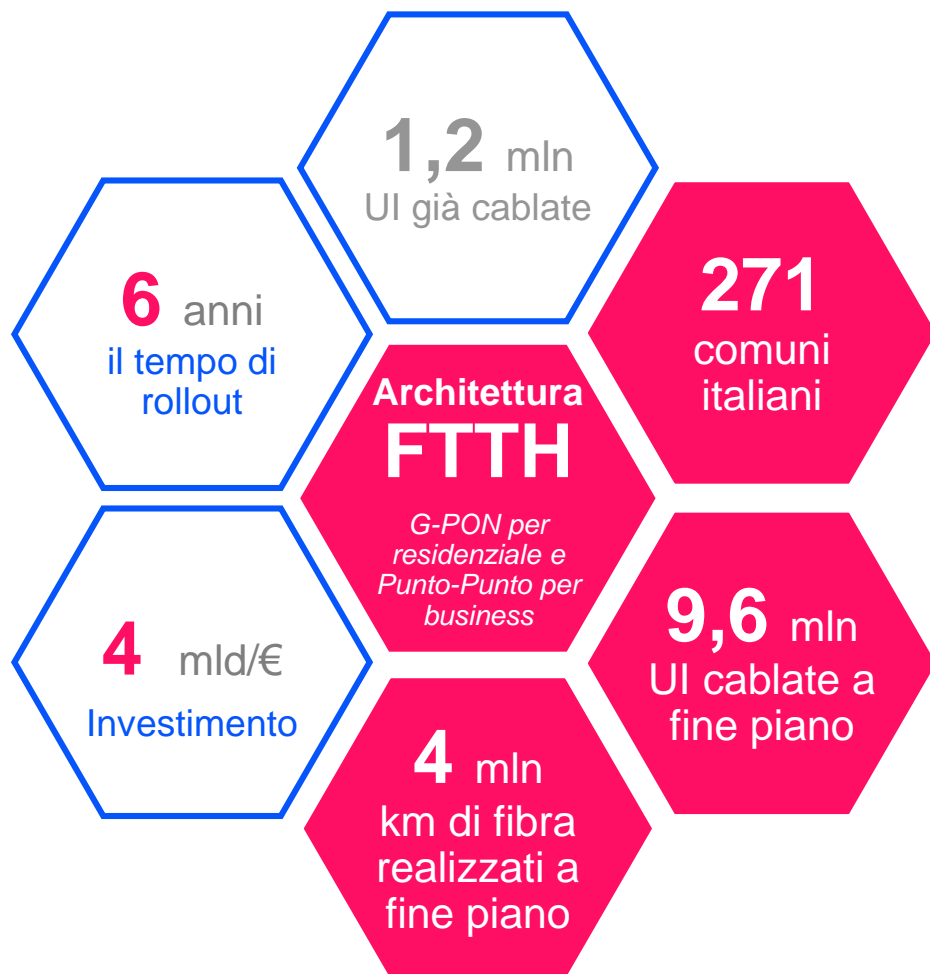 1,2 mln
UI già cablate
6 anni
il tempo di
rollout
271
comuni
italiani
Architettura
FTTH
G-PON per
residenziale e
Punto-Punto per
business
4 mld/€
Investimento
9,6 mln
UI cablate a
fine piano
4 mln
km di fibra
realizzati a
fine piano